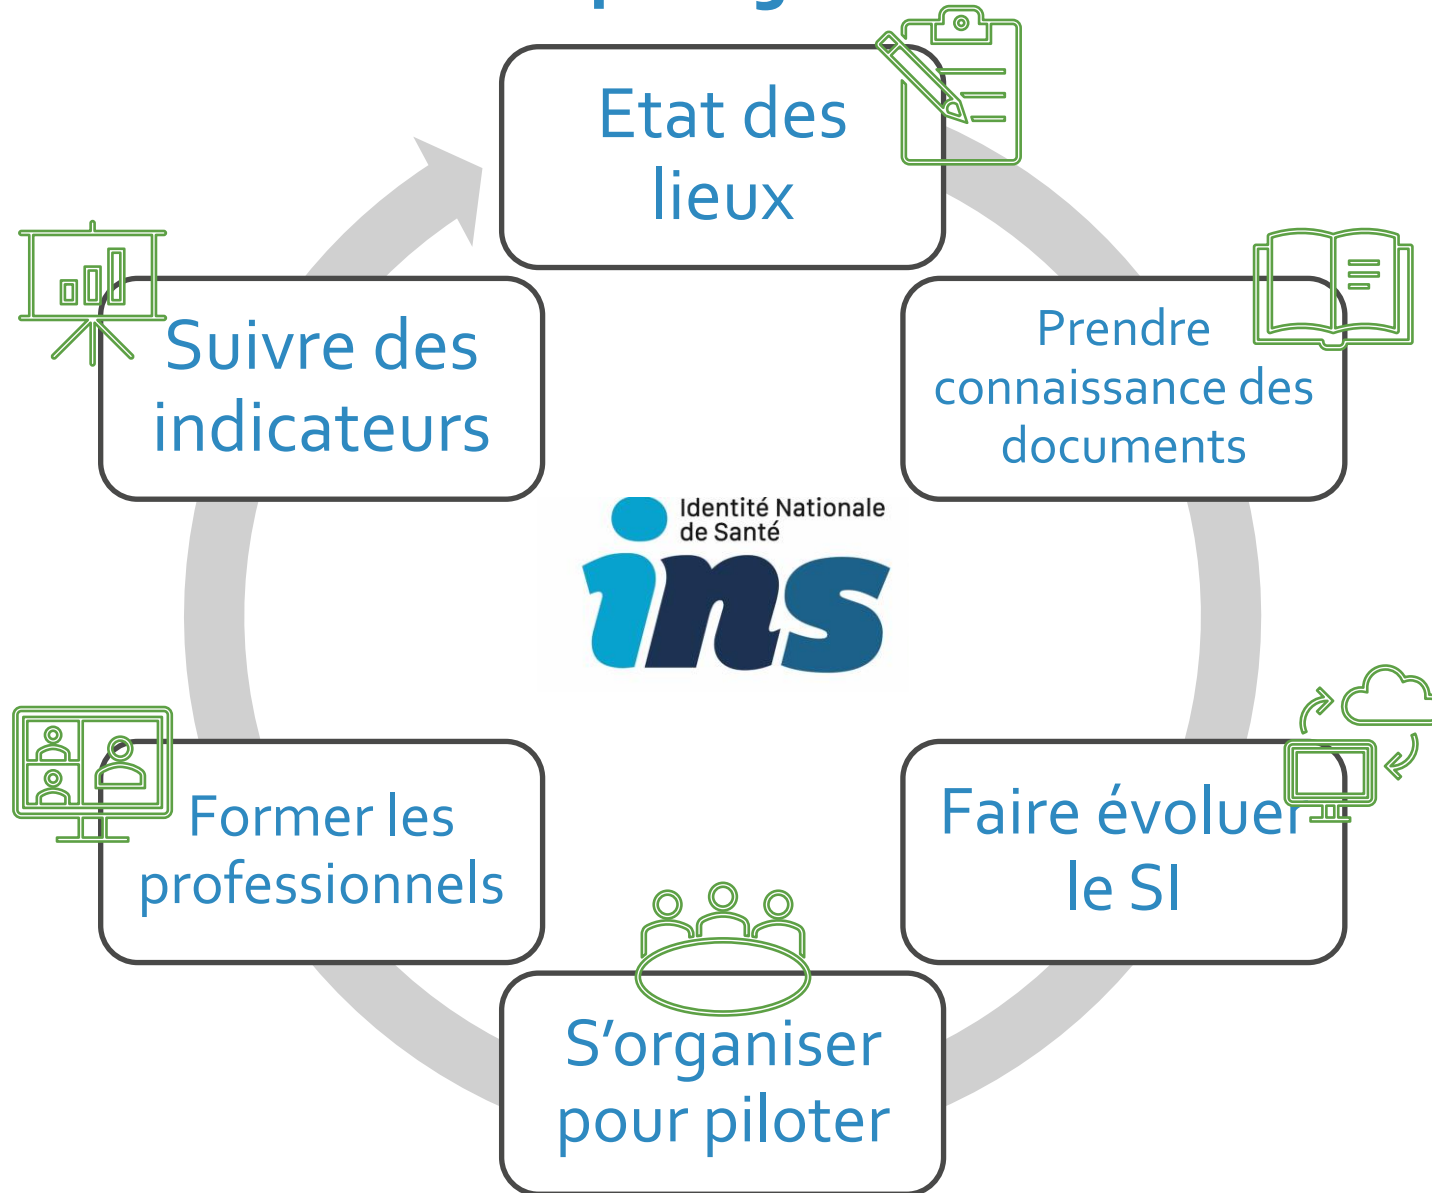 Etat des
lieux
Prendre
connaissance des
documents
Faire évoluer
le SI
S’organiser
pour piloter
Former les
professionnels
Suivre des
indicateurs
Identité Nationale
de Santé
ins